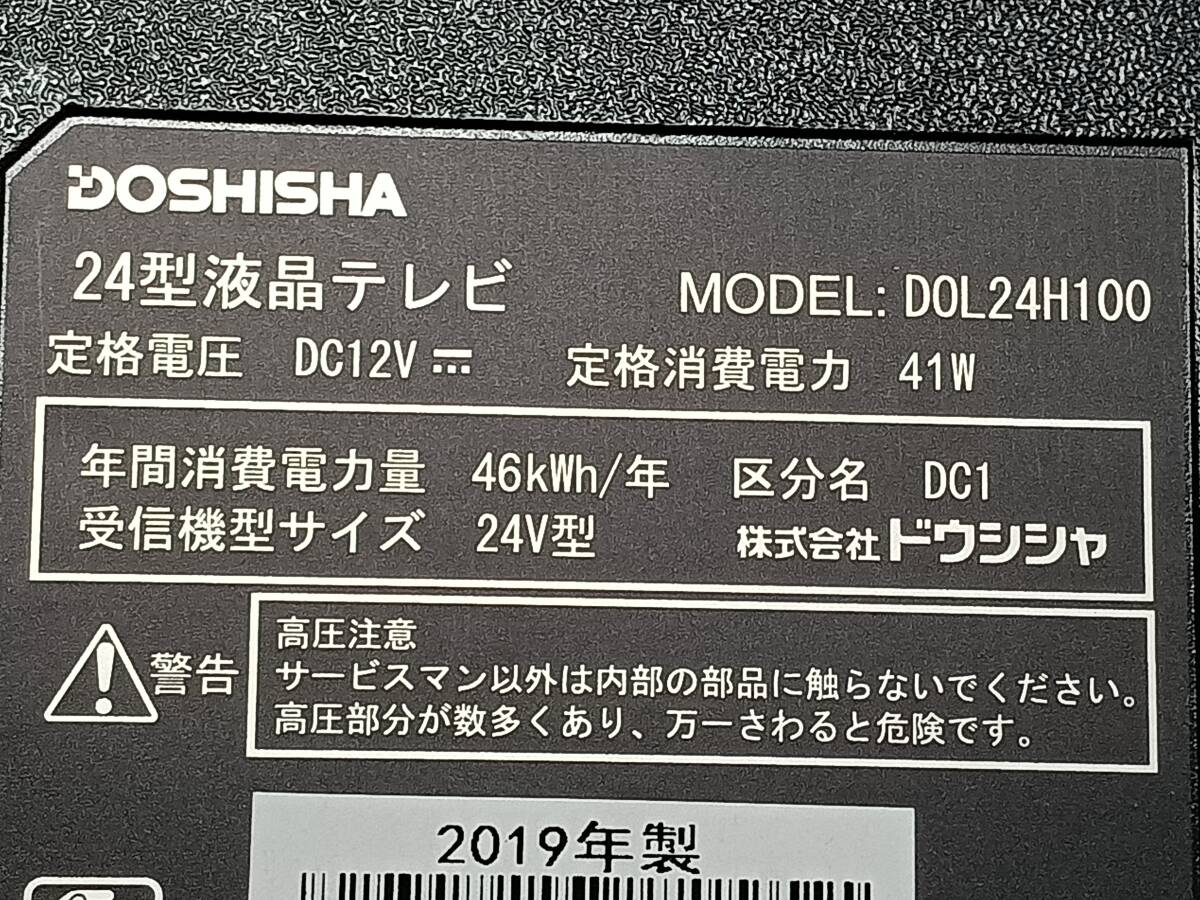 DOSHISHA
24型液晶テレビ MODEL: DOL24H100
定格電圧 DC12V ⎓ 定格消費電力 41W
年間消費電力量 46kWh/年 区分名 DC1
受信機型サイズ 24V型 株式会社ドウシシャ
警告
高圧注意
サービスマン以外は内部の部品に触らないでください。
高圧部分が数多くあり、万一さわると危険です。
2019年製